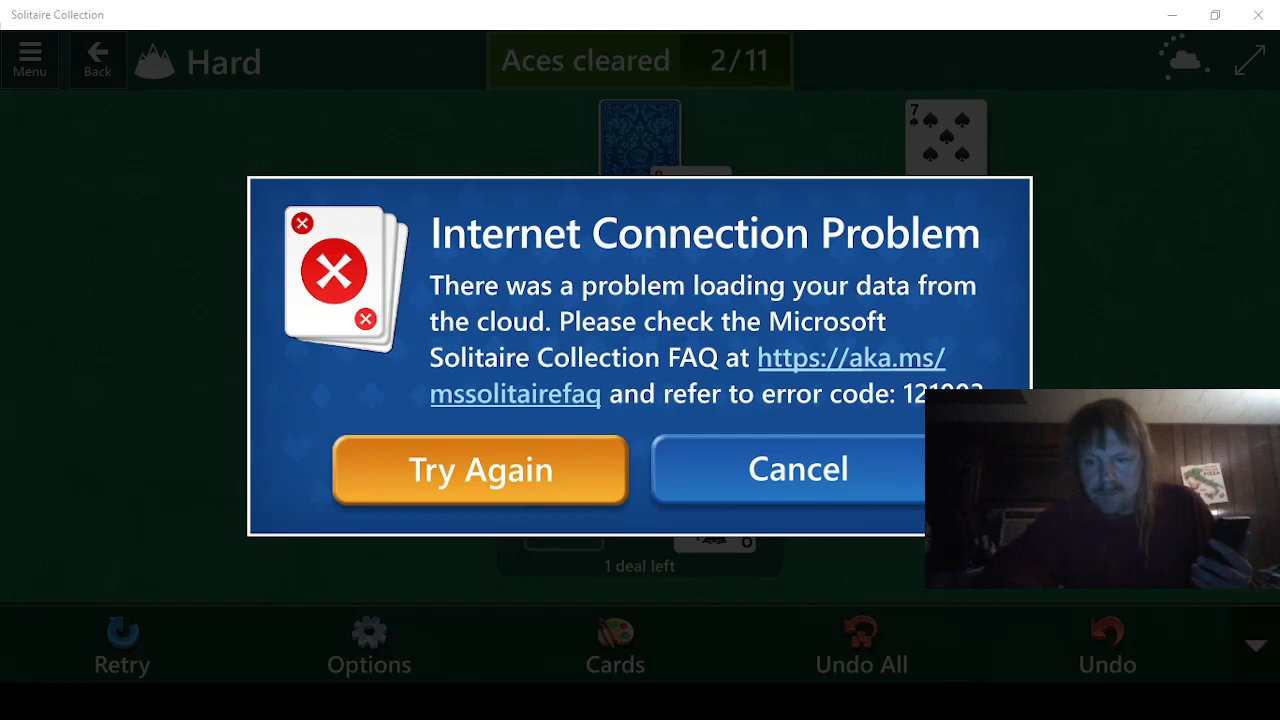 Solitaire Collection
Menu
Back
Hard
Aces cleared 2/11
7
Internet Connection Problem
There was a problem loading your data from
the cloud. Please check the Microsoft
Solitaire Collection FAQ at https://aka.ms/
mssolitairefaq and refer to error code:
Try Again
Cancel
PIZZA
1 deal left
Retry
Options
Cards
Undo All
Undo